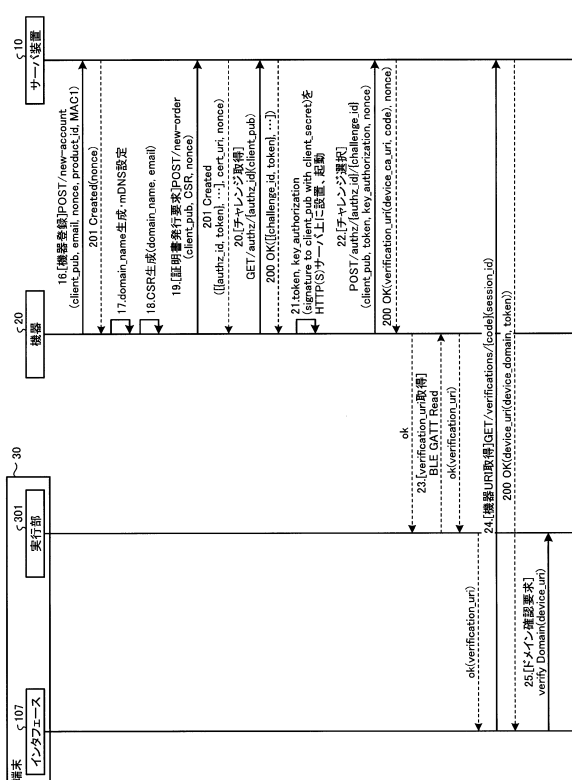 端末
30
107
インタフェース
301
実行部
20
機器
10
サーバ装置
16.[機器登録]POST/new-account
(client_pub, email, nonce, product_id, MAC1)
201 Created(nonce)
17.domain_name生成・mDNS設定
18.CSR生成(domain_name, email)
19.[証明書発行要求]POST/new-order
(client_pub, CSR, nonce)
201 Created
([[authz_id, token], …], cert_uri, nonce)
20.[チャレンジ取得]
GET/authz/{authz_id}(client_pub)
200 OK([[challenge_id, token], …])
21.token, key_authorization
(signature to client_pub with client_secret)を
HTTP(S)サーバ上に設置、起動
22.[チャレンジ選択]
POST/authz/{authz_id}/{challenge_id}
(client_pub, token, key_authorization, nonce)
200 OK(verification_uri(device_ca_uri, code), nonce)
ok
23.[verification_uri取得]
BLE GATT Read
ok(verification_uri)
ok(verification_uri)
24.[機器URI取得]GET/verifications/{code}(session_id)
200 OK(device_uri(device_domain, token))
25.[ドメイン確認要求]
verify Domain(device_uri)